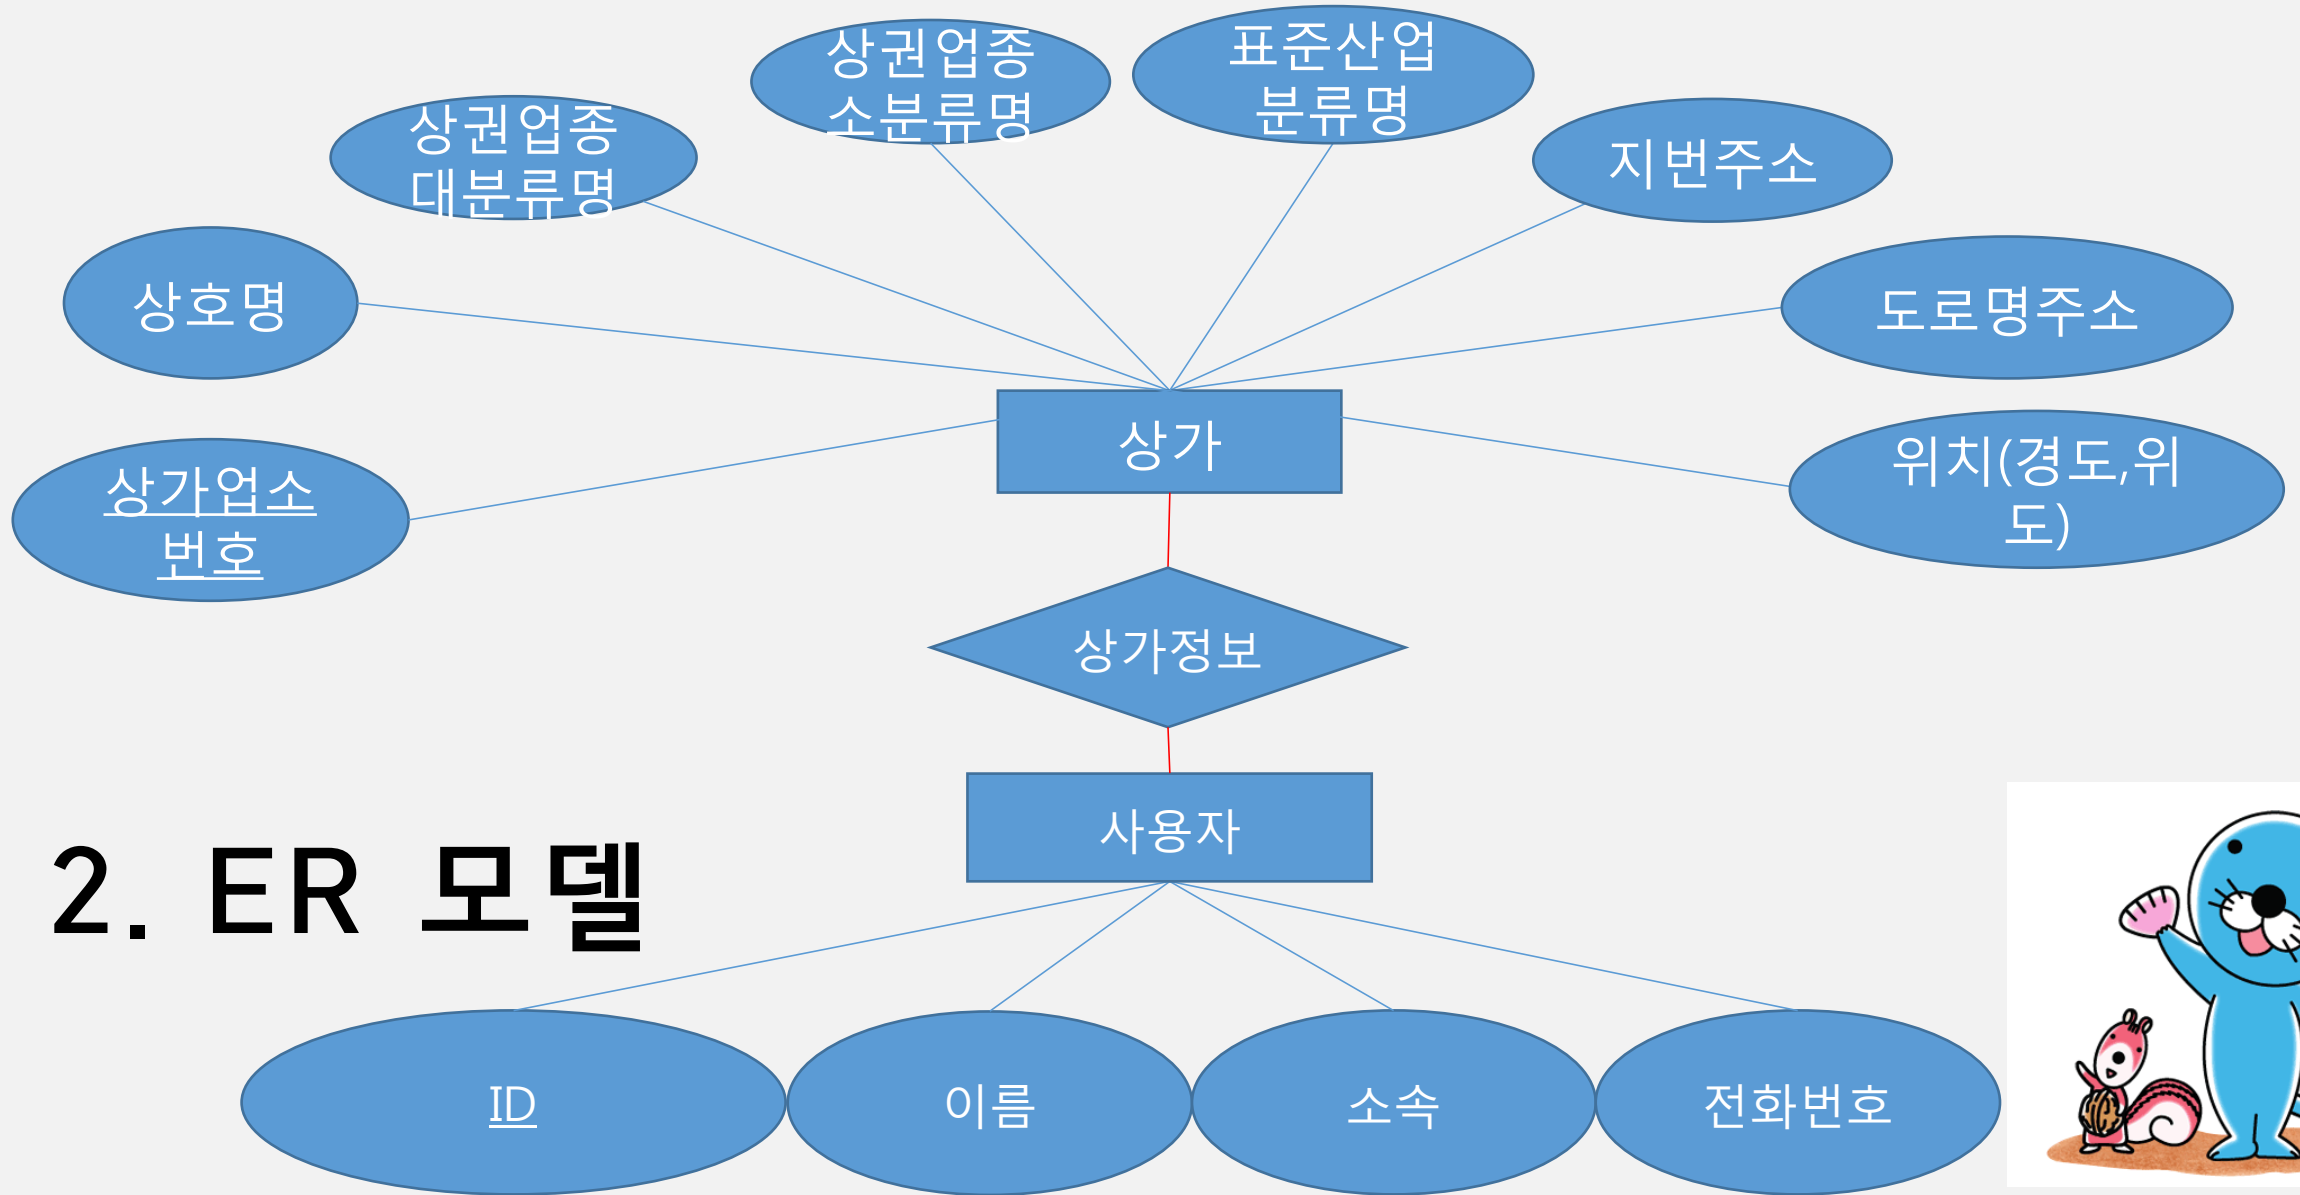 상권업종
소분류명
표준산업
분류명
상권업종
대분류명
지번주소
상호명
도로명주소
상가
위치(경도,위
도)
상가업소
번호
상가정보
사용자
2. ER 모델
ID
이름
소속
전화번호